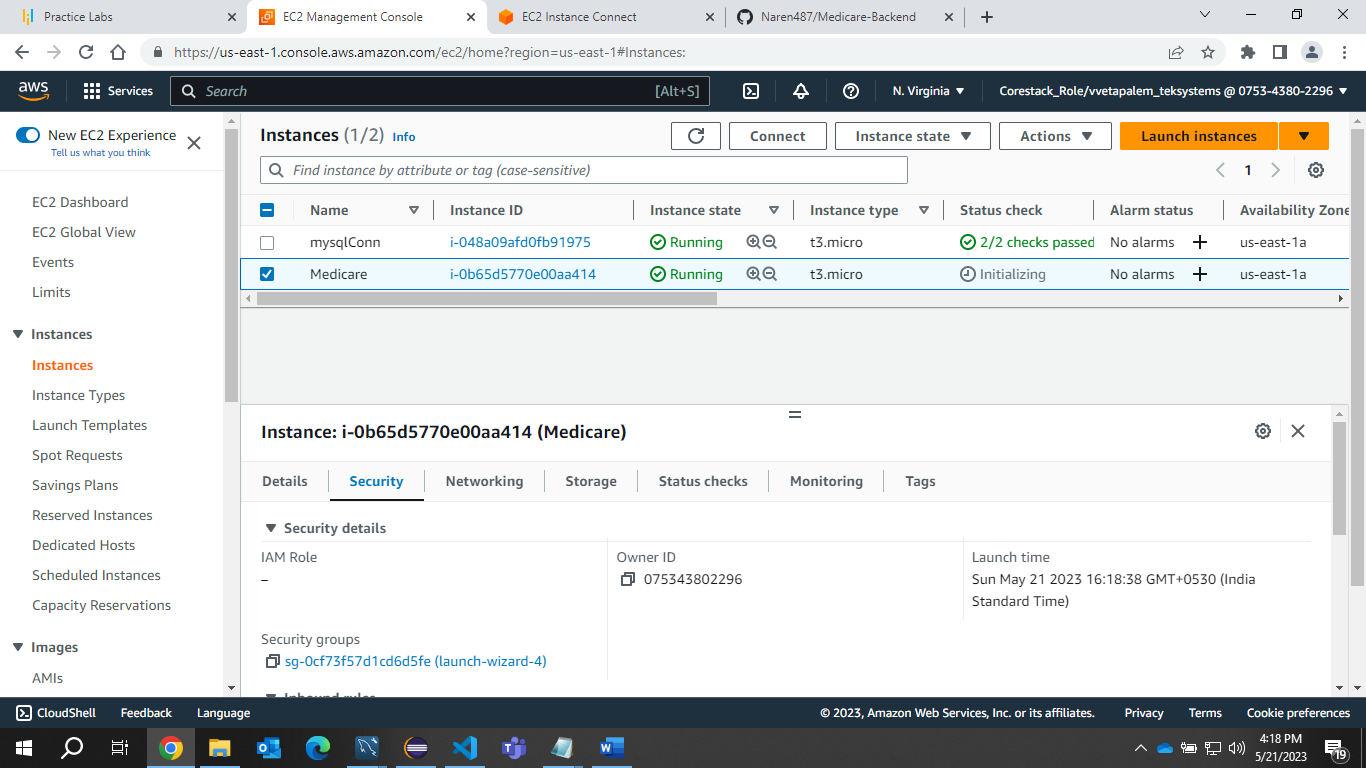 Practice Labs
EC2 Management Console
EC2 Instance Connect
Naren487/Medicare-Backend
https://us-east-1.console.aws.amazon.com/ec2/home?region=us-east-1#Instances:
aws
Services
Search
[Alt+S]
N. Virginia
Corestack_Role/vvetapalem_teksystems @ 0753-4380-2296
New EC2 Experience
Tell us what you think
EC2 Dashboard
EC2 Global View
Events
Limits
Instances
Instances
Instance Types
Launch Templates
Spot Requests
Savings Plans
Reserved Instances
Dedicated Hosts
Scheduled Instances
Capacity Reservations
Images
AMIs
Instances (1/2) Info
Connect
Instance state
Actions
Launch instances
Find instance by attribute or tag (case-sensitive)
1
Name Instance ID Instance state Instance type Status check Alarm status Availability Zone
mysqlConn i-048a09afd0fb91975 Running t3.micro 2/2 checks passed No alarms us-east-1a
Medicare i-0b65d5770e00aa414 Running t3.micro Initializing No alarms us-east-1a
Instance: i-0b65d5770e00aa414 (Medicare)
Details Security Networking Storage Status checks Monitoring Tags
Security details
IAM Role
–
Owner ID
075343802296
Launch time
Sun May 21 2023 16:18:38 GMT+0530 (India
Standard Time)
Security groups
sg-0cf73f57d1cd6d5fe (launch-wizard-4)
Inbound rules
CloudShell Feedback Language
© 2023, Amazon Web Services, Inc. or its affiliates. Privacy Terms Cookie preferences
4:18 PM
5/21/2023
19